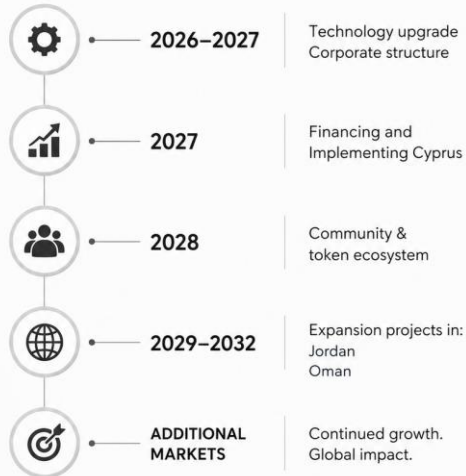 2026–2027
Technology upgrade
Corporate structure
2027
Financing and
Implementing Cyprus
2028
Community &
token ecosystem
2029–2032
Expansion projects in:
Jordan
Oman
ADDITIONAL
MARKETS
Continued growth.
Global impact.